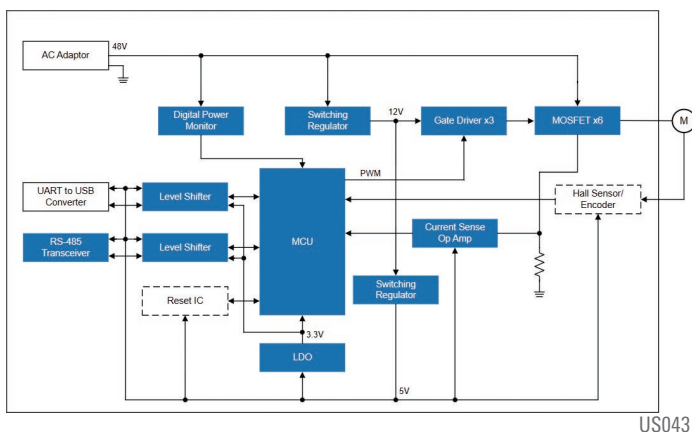 48V
AC Adaptor
Digital Power
Monitor
Switching
Regulator
12V
Gate Driver x3
MOSFET x6
M
PWM
UART to USB
Converter
Level Shifter
MCU
Hall Sensor/
Encoder
RS-485
Transceiver
Level Shifter
Current Sense
Op Amp
Switching
Regulator
Reset IC
3.3V
LDO
5V
US043